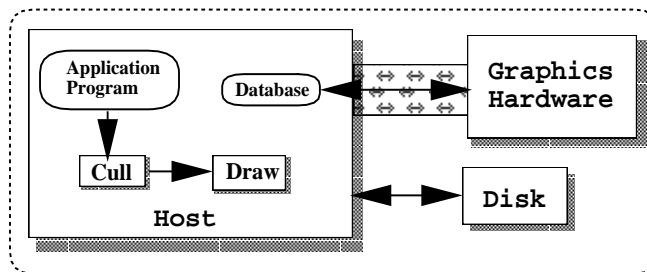 Application
Program
Database
Graphics
Hardware
Cull
Draw
Host
Disk